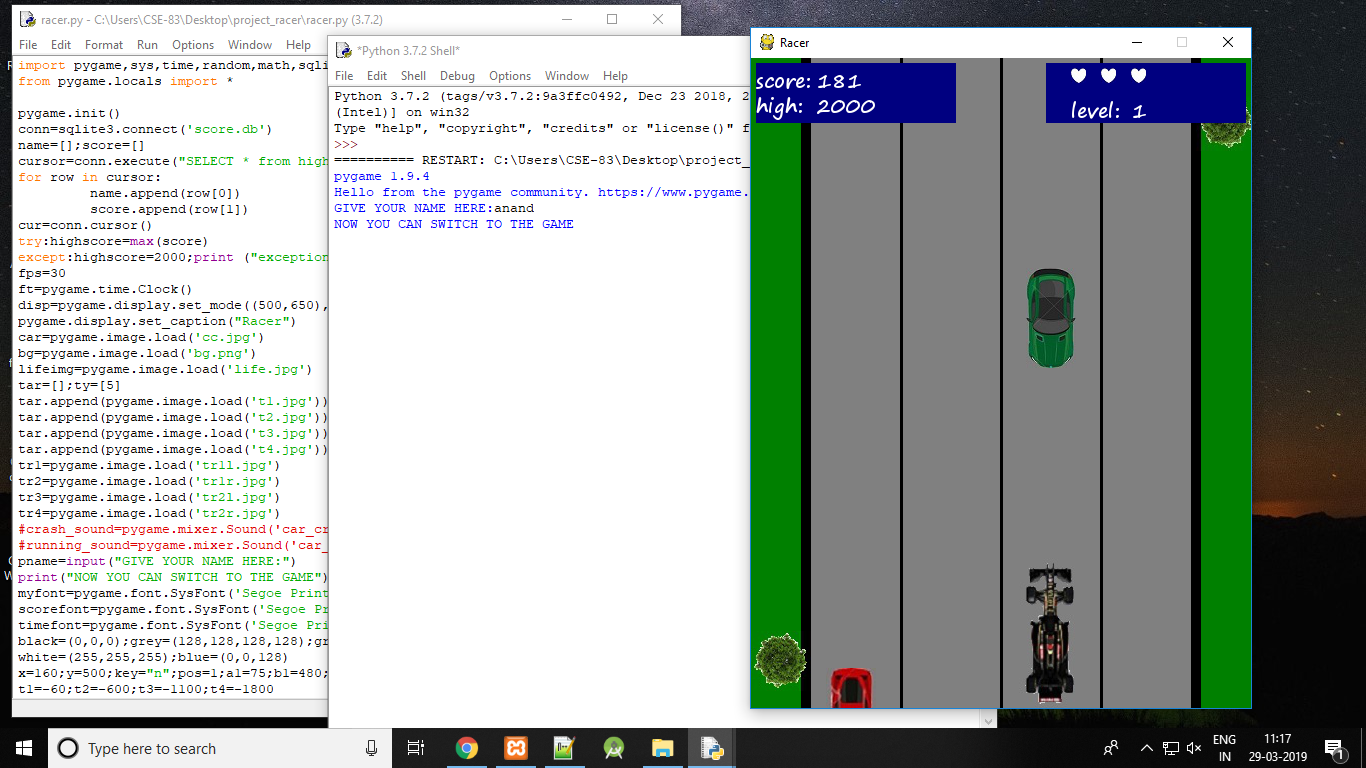 racer.py - C:\Users\CSE-83\Desktop\project_racer\racer.py (3.7.2)
File Edit Format Run Options Window Help
import pygame,sys,time,random,math,sqli
from pygame.locals import *
pygame.init()
conn=sqlite3.connect('score.db')
name=[];score=[]
cursor=conn.execute("SELECT * from high
for row in cursor:
name.append(row[0])
score.append(row[1])
cur=conn.cursor()
try:highscore=max(score)
except:highscore=2000;print ("exception
fps=30
ft=pygame.time.Clock()
disp=pygame.display.set_mode((500,650),
pygame.display.set_caption("Racer")
car=pygame.image.load('cc.jpg')
bg=pygame.image.load('bg.png')
lifeimg=pygame.image.load('life.jpg')
tar=[];ty=[5]
tar.append(pygame.image.load('t1.jpg'))
tar.append(pygame.image.load('t2.jpg'))
tar.append(pygame.image.load('t3.jpg'))
tar.append(pygame.image.load('t4.jpg'))
tr1=pygame.image.load('tr1l.jpg')
tr2=pygame.image.load('tr1r.jpg')
tr3=pygame.image.load('tr2l.jpg')
tr4=pygame.image.load('tr2r.jpg')
#crash_sound=pygame.mixer.Sound('car_cr
#running_sound=pygame.mixer.Sound('car_
pname=input("GIVE YOUR NAME HERE:")
print("NOW YOU CAN SWITCH TO THE GAME")
myfont=pygame.font.SysFont('Segoe Print
scorefont=pygame.font.SysFont('Segoe Pr
timefont=pygame.font.SysFont('Segoe Pri
black=(0,0,0);grey=(128,128,128);gr
white=(255,255,255);blue=(0,0,128)
x=160;y=500;key="n";pos=1;a1=75;b1=480;
t1=-60;t2=-600;t3=-1100;t4=-1800
*Python 3.7.2 Shell*
File Edit Shell Debug Options Window Help
Python 3.7.2 (tags/v3.7.2:9a3ffc0492, Dec 23 2018, 2
(Intel)] on win32
Type "help", "copyright", "credits" or "license()" f
>>>
========== RESTART: C:\Users\CSE-83\Desktop\project_
pygame 1.9.4
Hello from the pygame community. https://www.pygame.
GIVE YOUR NAME HERE:anand
NOW YOU CAN SWITCH TO THE GAME
Racer
score: 181
high: 2000
level: 1
Type here to search
ENG
IN
11:17
29-03-2019
1